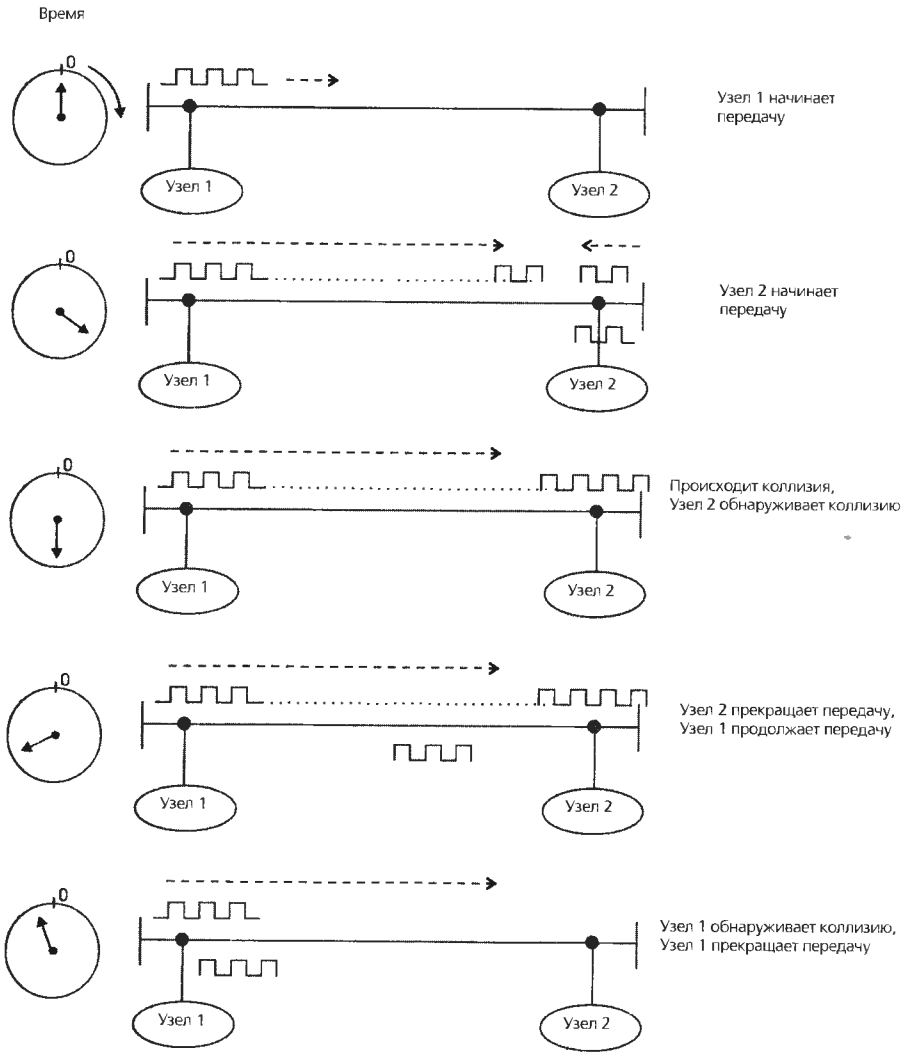 Время
0
Узел 1 начинает
передачу
Узел 1
Узел 2
0
Узел 2 начинает
передачу
Узел 1
Узел 2
0
Происходит коллизия,
Узел 2 обнаруживает коллизию
Узел 1
Узел 2
0
Узел 2 прекращает передачу,
Узел 1 продолжает передачу
Узел 1
Узел 2
0
Узел 1 обнаруживает коллизию,
Узел 1 прекращает передачу
Узел 1
Узел 2